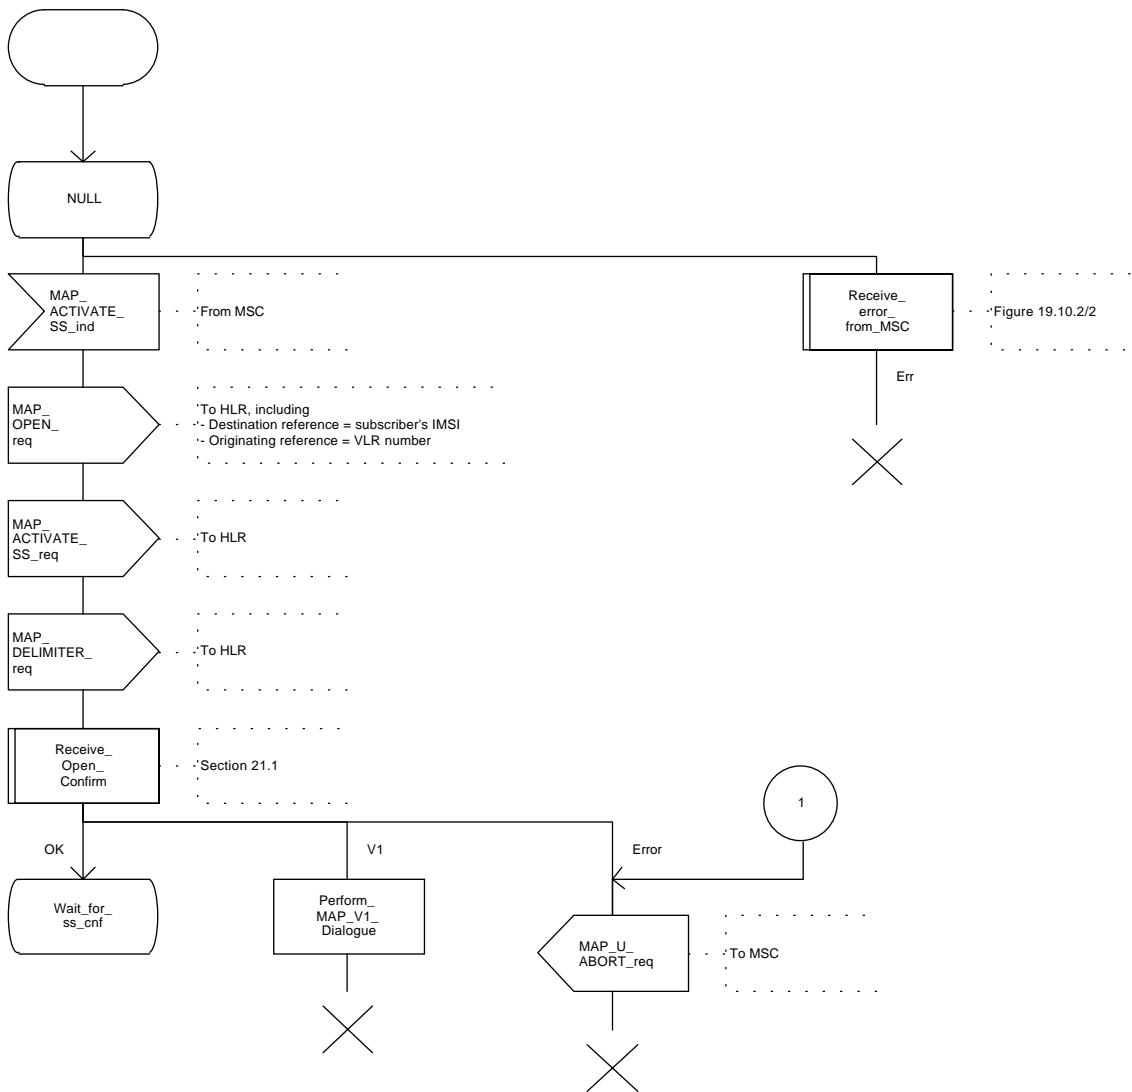 NULL
MAP_
ACTIVATE_
SS_ind
From MSC
Receive_
error_
from_MSC
Figure 19.10.2/2
Err
MAP_
OPEN_
req
To HLR, including
- Destination reference = subscriber's IMSI
- Originating reference = VLR number
MAP_
ACTIVATE_
SS_req
To HLR
MAP_
DELIMITER_
req
To HLR
Receive_
Open_
Confirm
Section 21.1
1
OK
V1
Error
Wait_for_
ss_cnf
Perform_
MAP_V1_
Dialogue
MAP_U_
ABORT_req
To MSC